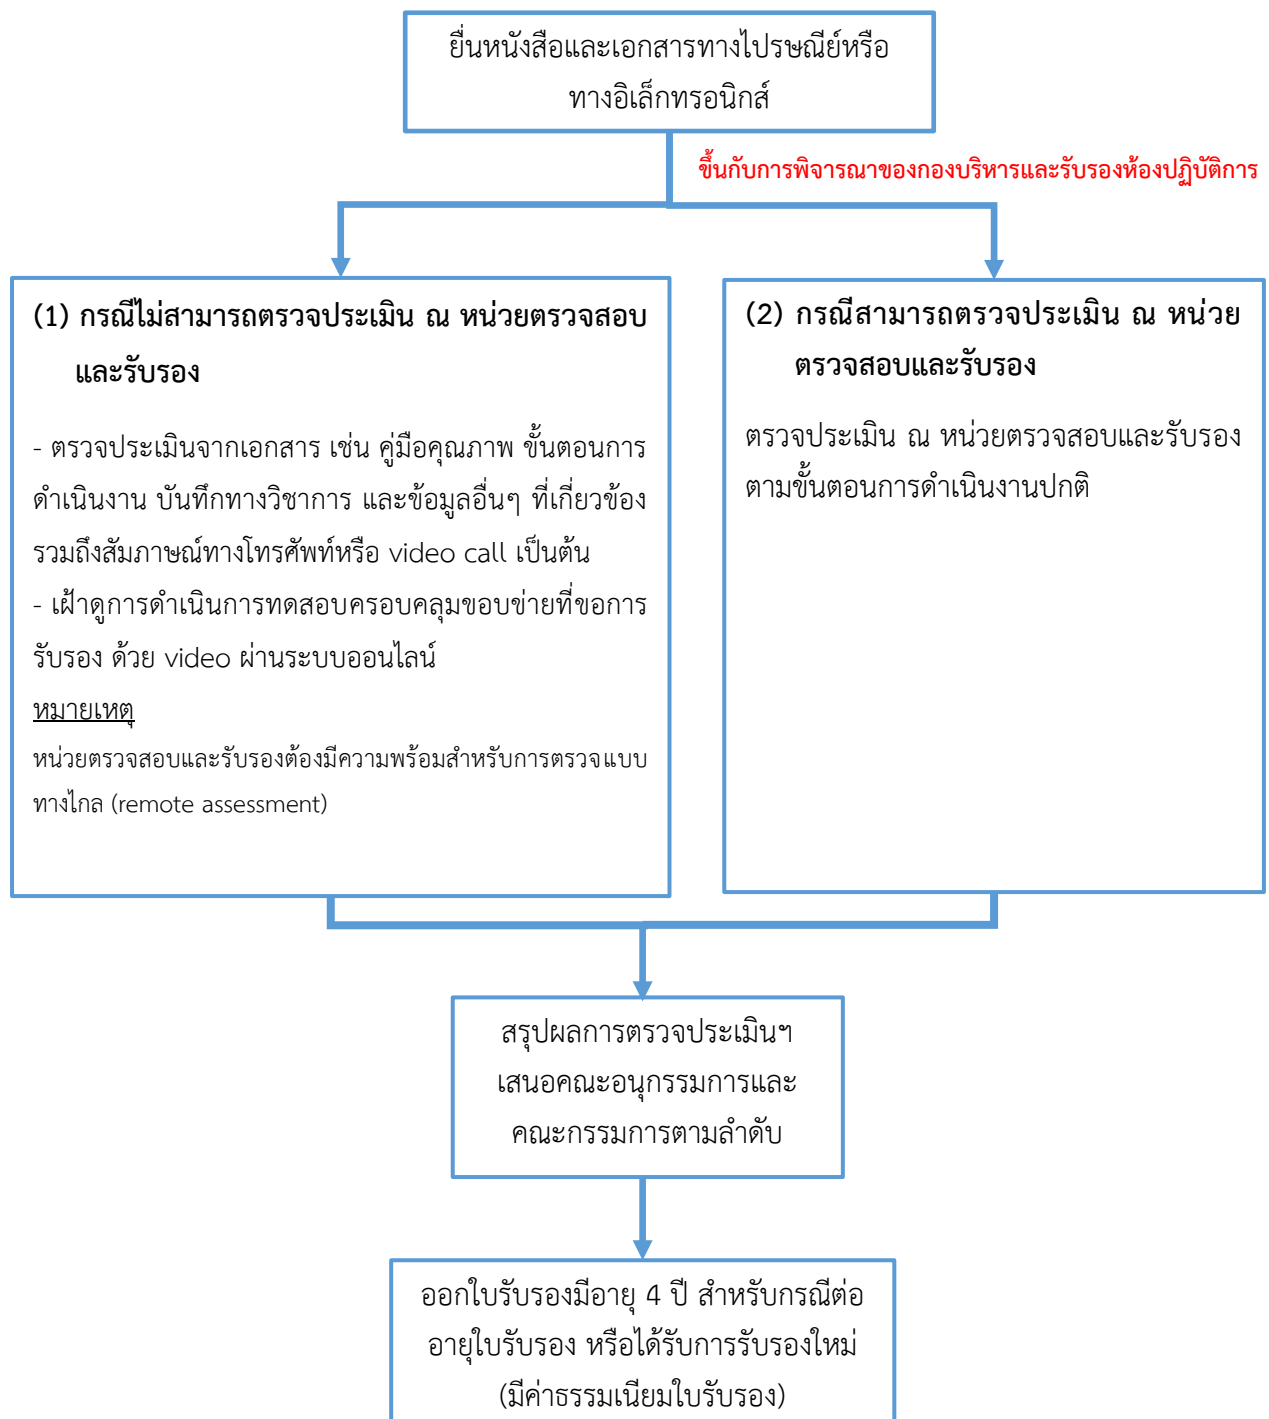 ยื่นหนังสือและเอกสารทางไปรษณีย์หรือ
ทางอิเล็กทรอนิกส์
ขึ้นกับการพิจารณาของกองบริหารและรับรองห้องปฏิบัติการ
(1) กรณีไม่สามารถตรวจประเมิน ณ หน่วยตรวจสอบ
และรับรอง
- ตรวจประเมินจากเอกสาร เช่น คู่มือคุณภาพ ขั้นตอนการ
ดำเนินงาน บันทึกทางวิชาการ และข้อมูลอื่นๆ ที่เกี่ยวข้อง
รวมถึงสัมภาษณ์ทางโทรศัพท์หรือ video call เป็นต้น
- เฝ้าดูการดำเนินการทดสอบครอบคลุมขอบข่ายที่ขอการ
รับรอง ด้วย video ผ่านระบบออนไลน์
หมายเหตุ
หน่วยตรวจสอบและรับรองต้องมีความพร้อมสำหรับการตรวจแบบ
ทางไกล (remote assessment)
(2) กรณีสามารถตรวจประเมิน ณ หน่วย
ตรวจสอบและรับรอง
ตรวจประเมิน ณ หน่วยตรวจสอบและรับรอง
ตามขั้นตอนการดำเนินงานปกติ
สรุปผลการตรวจประเมินฯ
เสนอคณะอนุกรรมการและ
คณะกรรมการตามลำดับ
ออกใบรับรองมีอายุ 4 ปี สำหรับกรณีต่อ
อายุใบรับรอง หรือได้รับการรับรองใหม่
(มีค่าธรรมเนียมใบรับรอง)